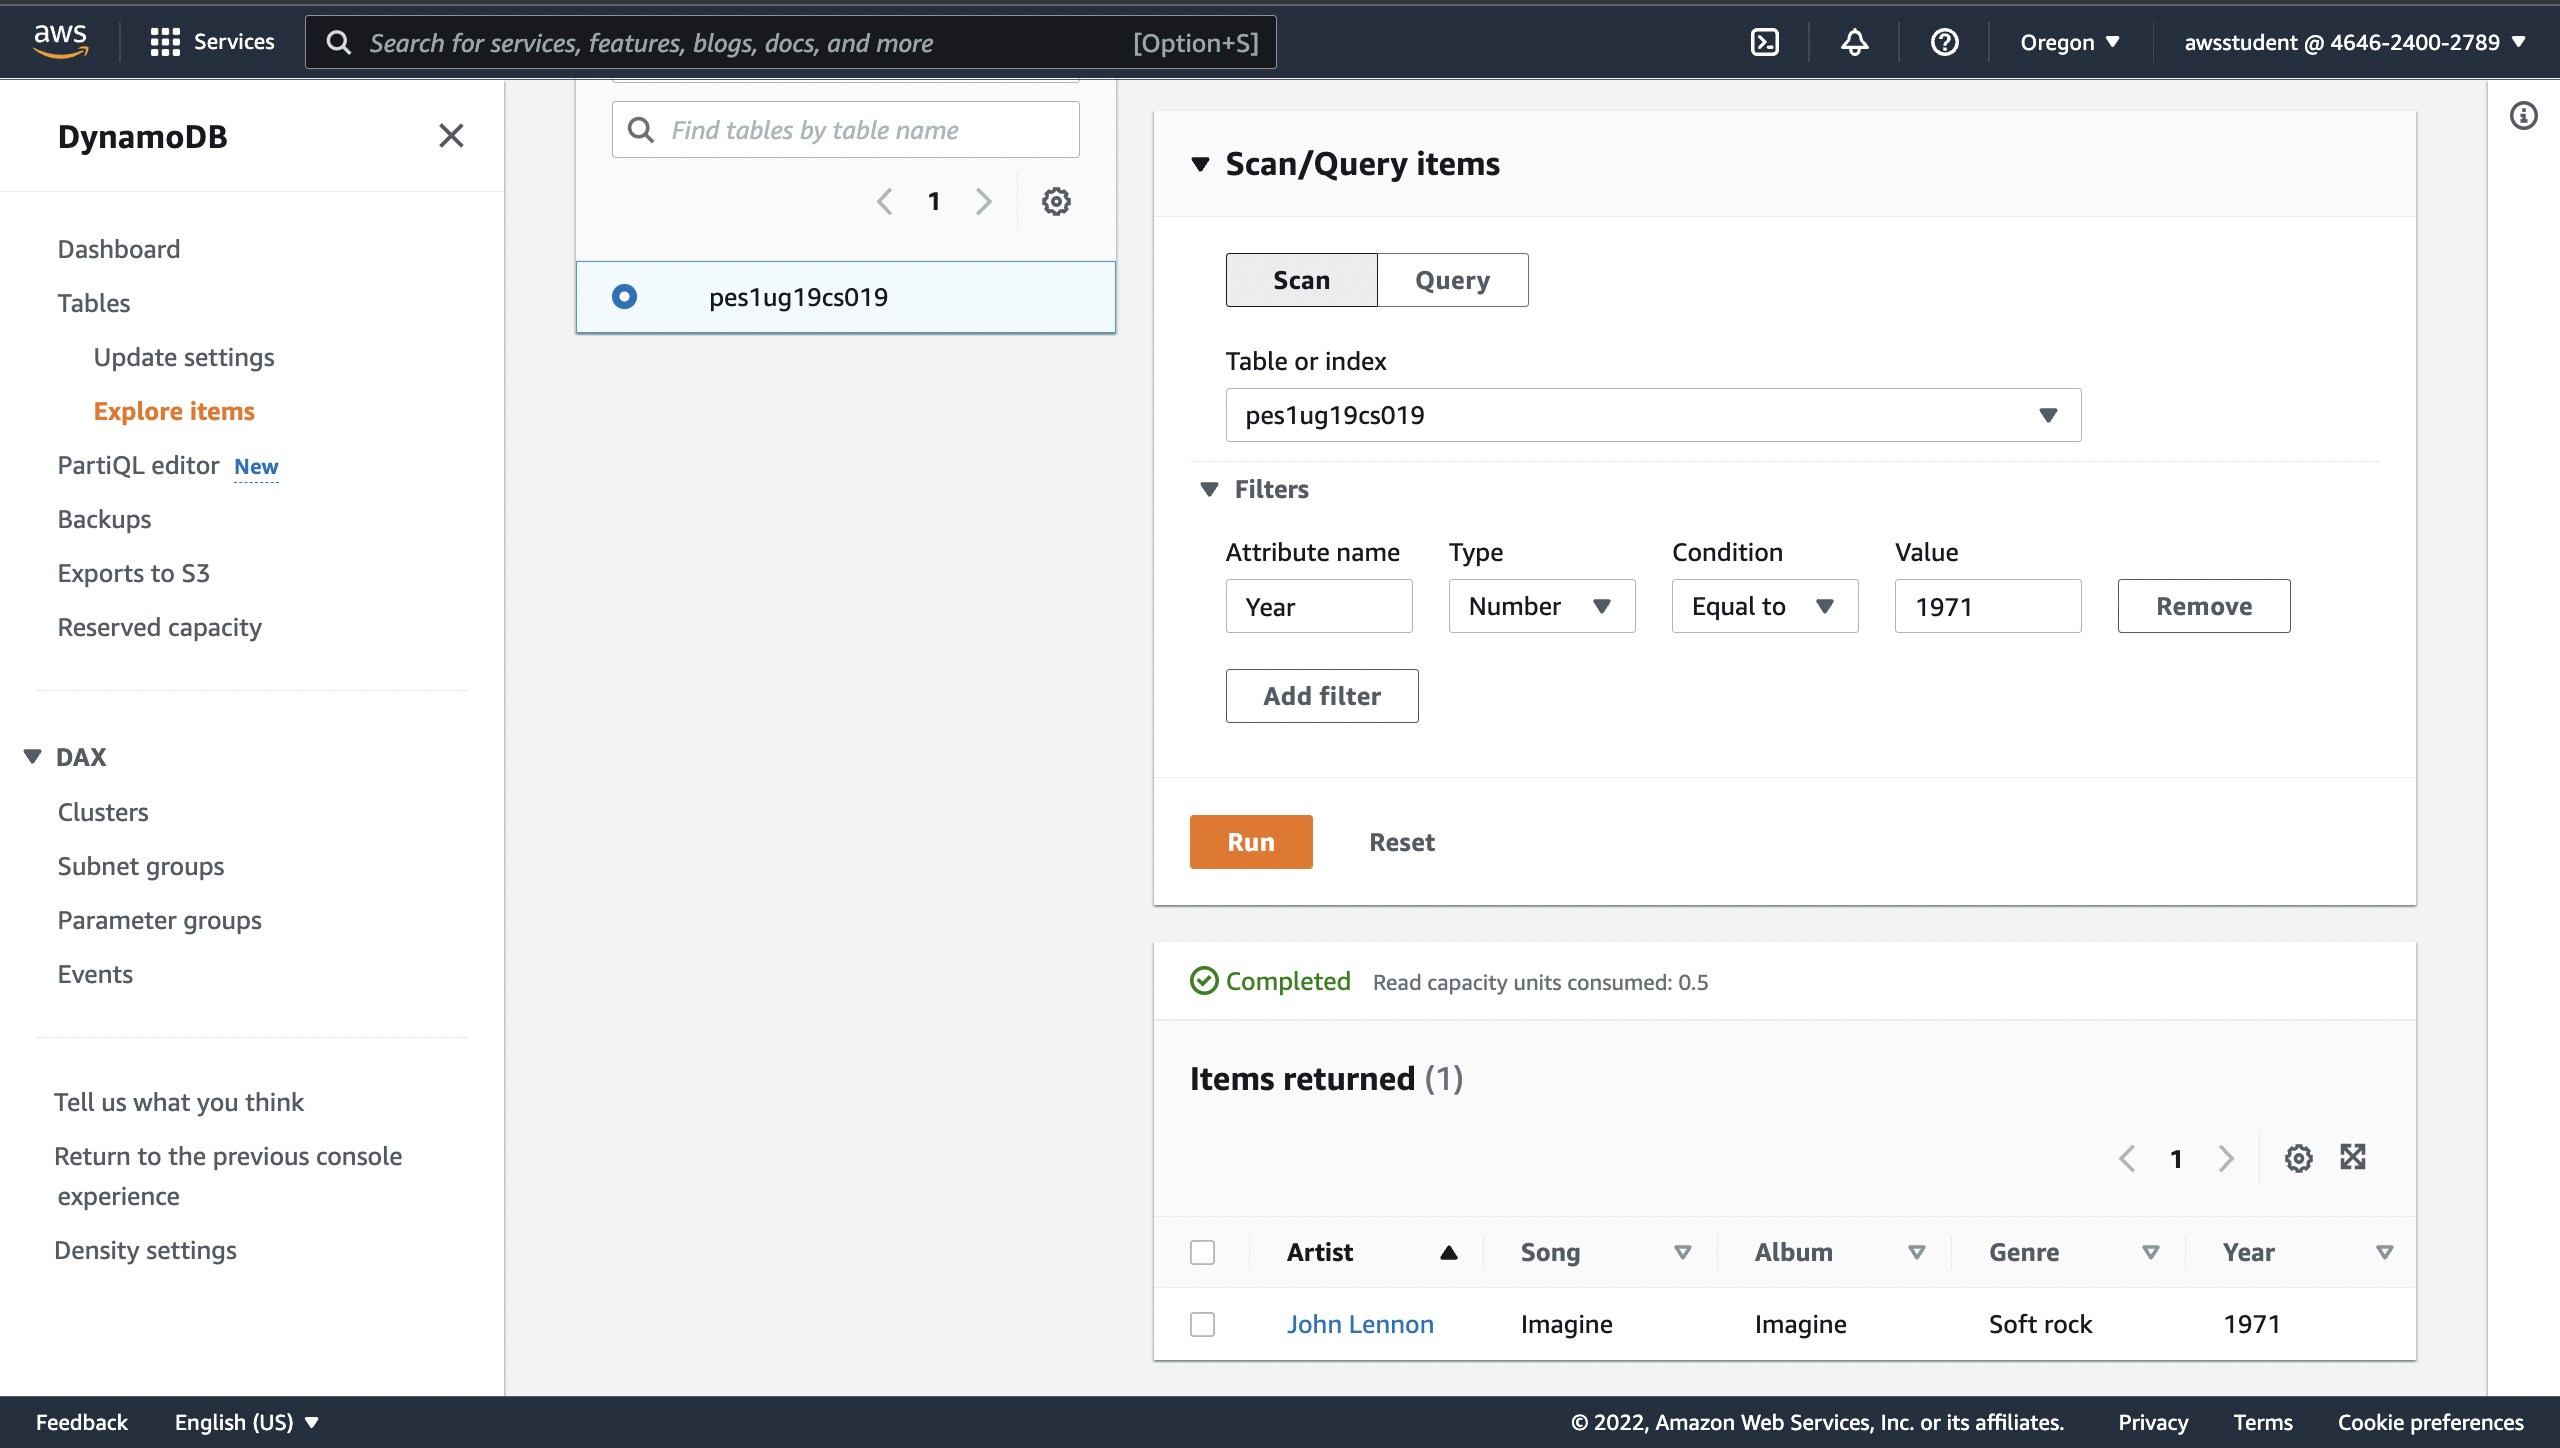 aws Services Search for services, features, blogs, docs, and more [Option+S] Oregon awsstudent @ 4646-2400-2789
DynamoDB
Dashboard
Tables
Update settings
Explore items
PartiQL editor New
Backups
Exports to S3
Reserved capacity
DAX
Clusters
Subnet groups
Parameter groups
Events
Tell us what you think
Return to the previous console
experience
Density settings
Find tables by table name
1
pes1ug19cs019
Scan/Query items
Scan Query
Table or index
pes1ug19cs019
Filters
Attribute name Type Condition Value
Year Number Equal to 1971 Remove
Add filter
Run Reset
Completed Read capacity units consumed: 0.5
Items returned (1)
1
Artist Song Album Genre Year
John Lennon Imagine Imagine Soft rock 1971
Feedback English (US) © 2022, Amazon Web Services, Inc. or its affiliates. Privacy Terms Cookie preferences